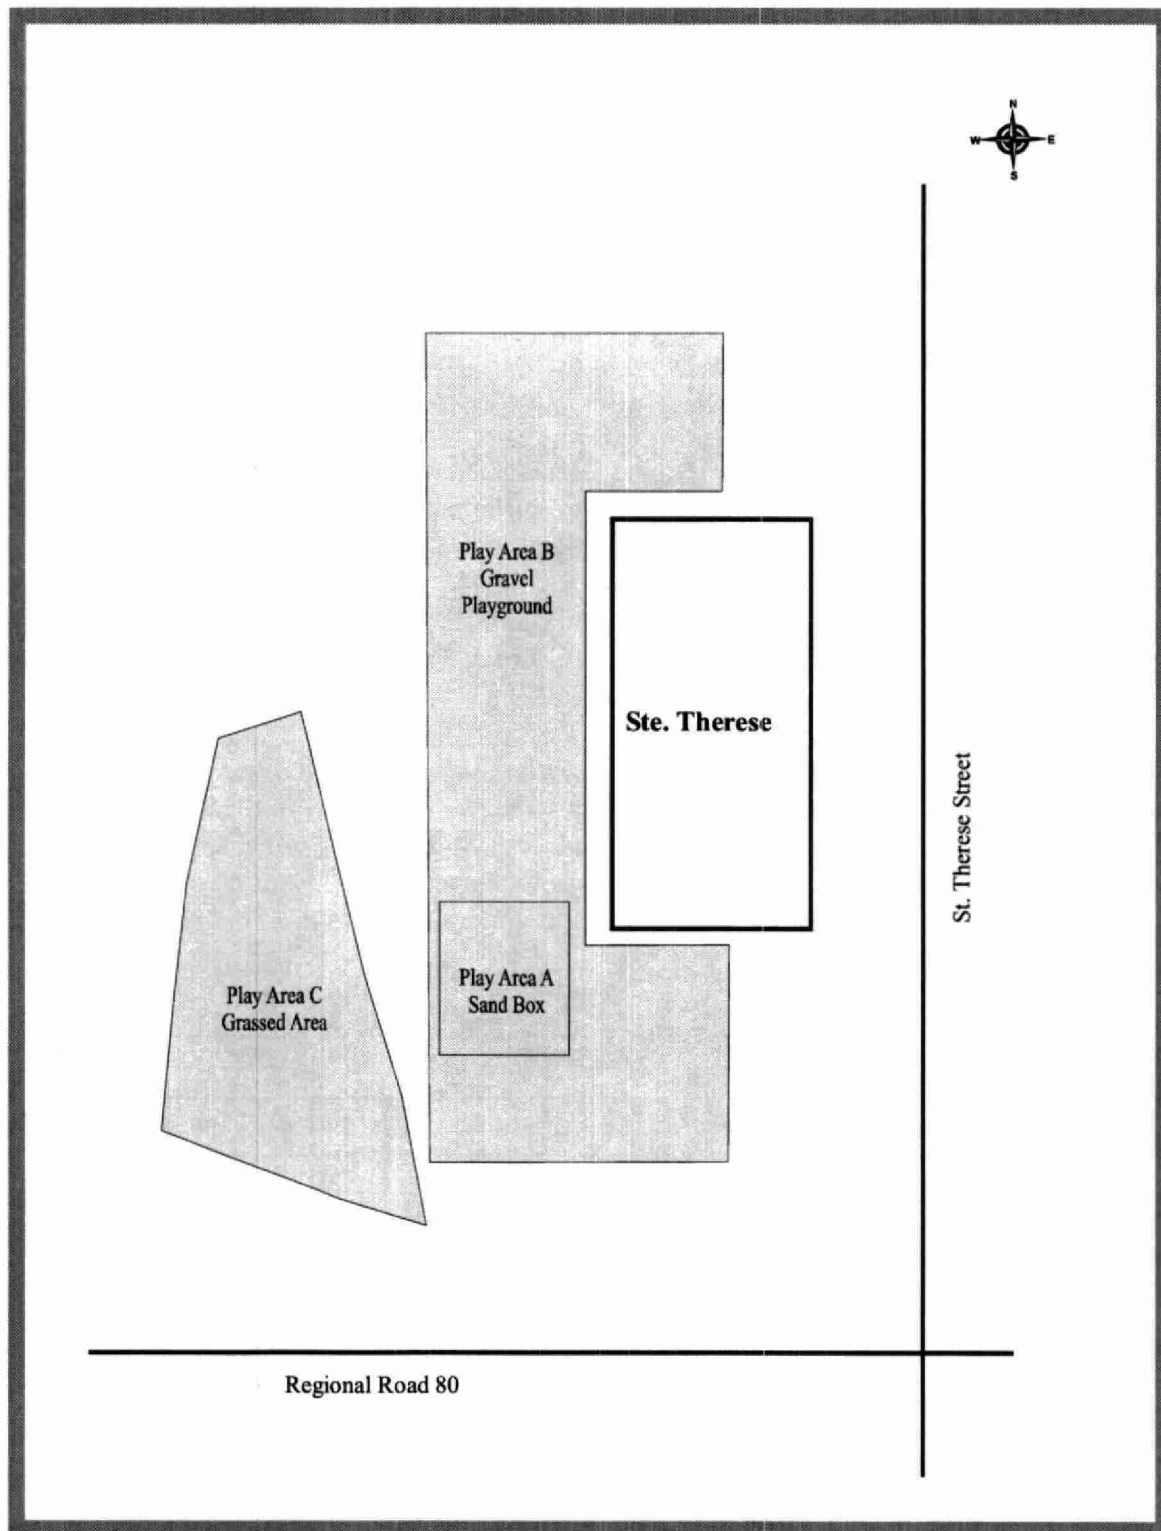 N
W E
S
Play Area B
Gravel
Playground
Ste. Therese
St. Therese Street
Play Area A
Sand Box
Play Area C
Grassed Area
Regional Road 80